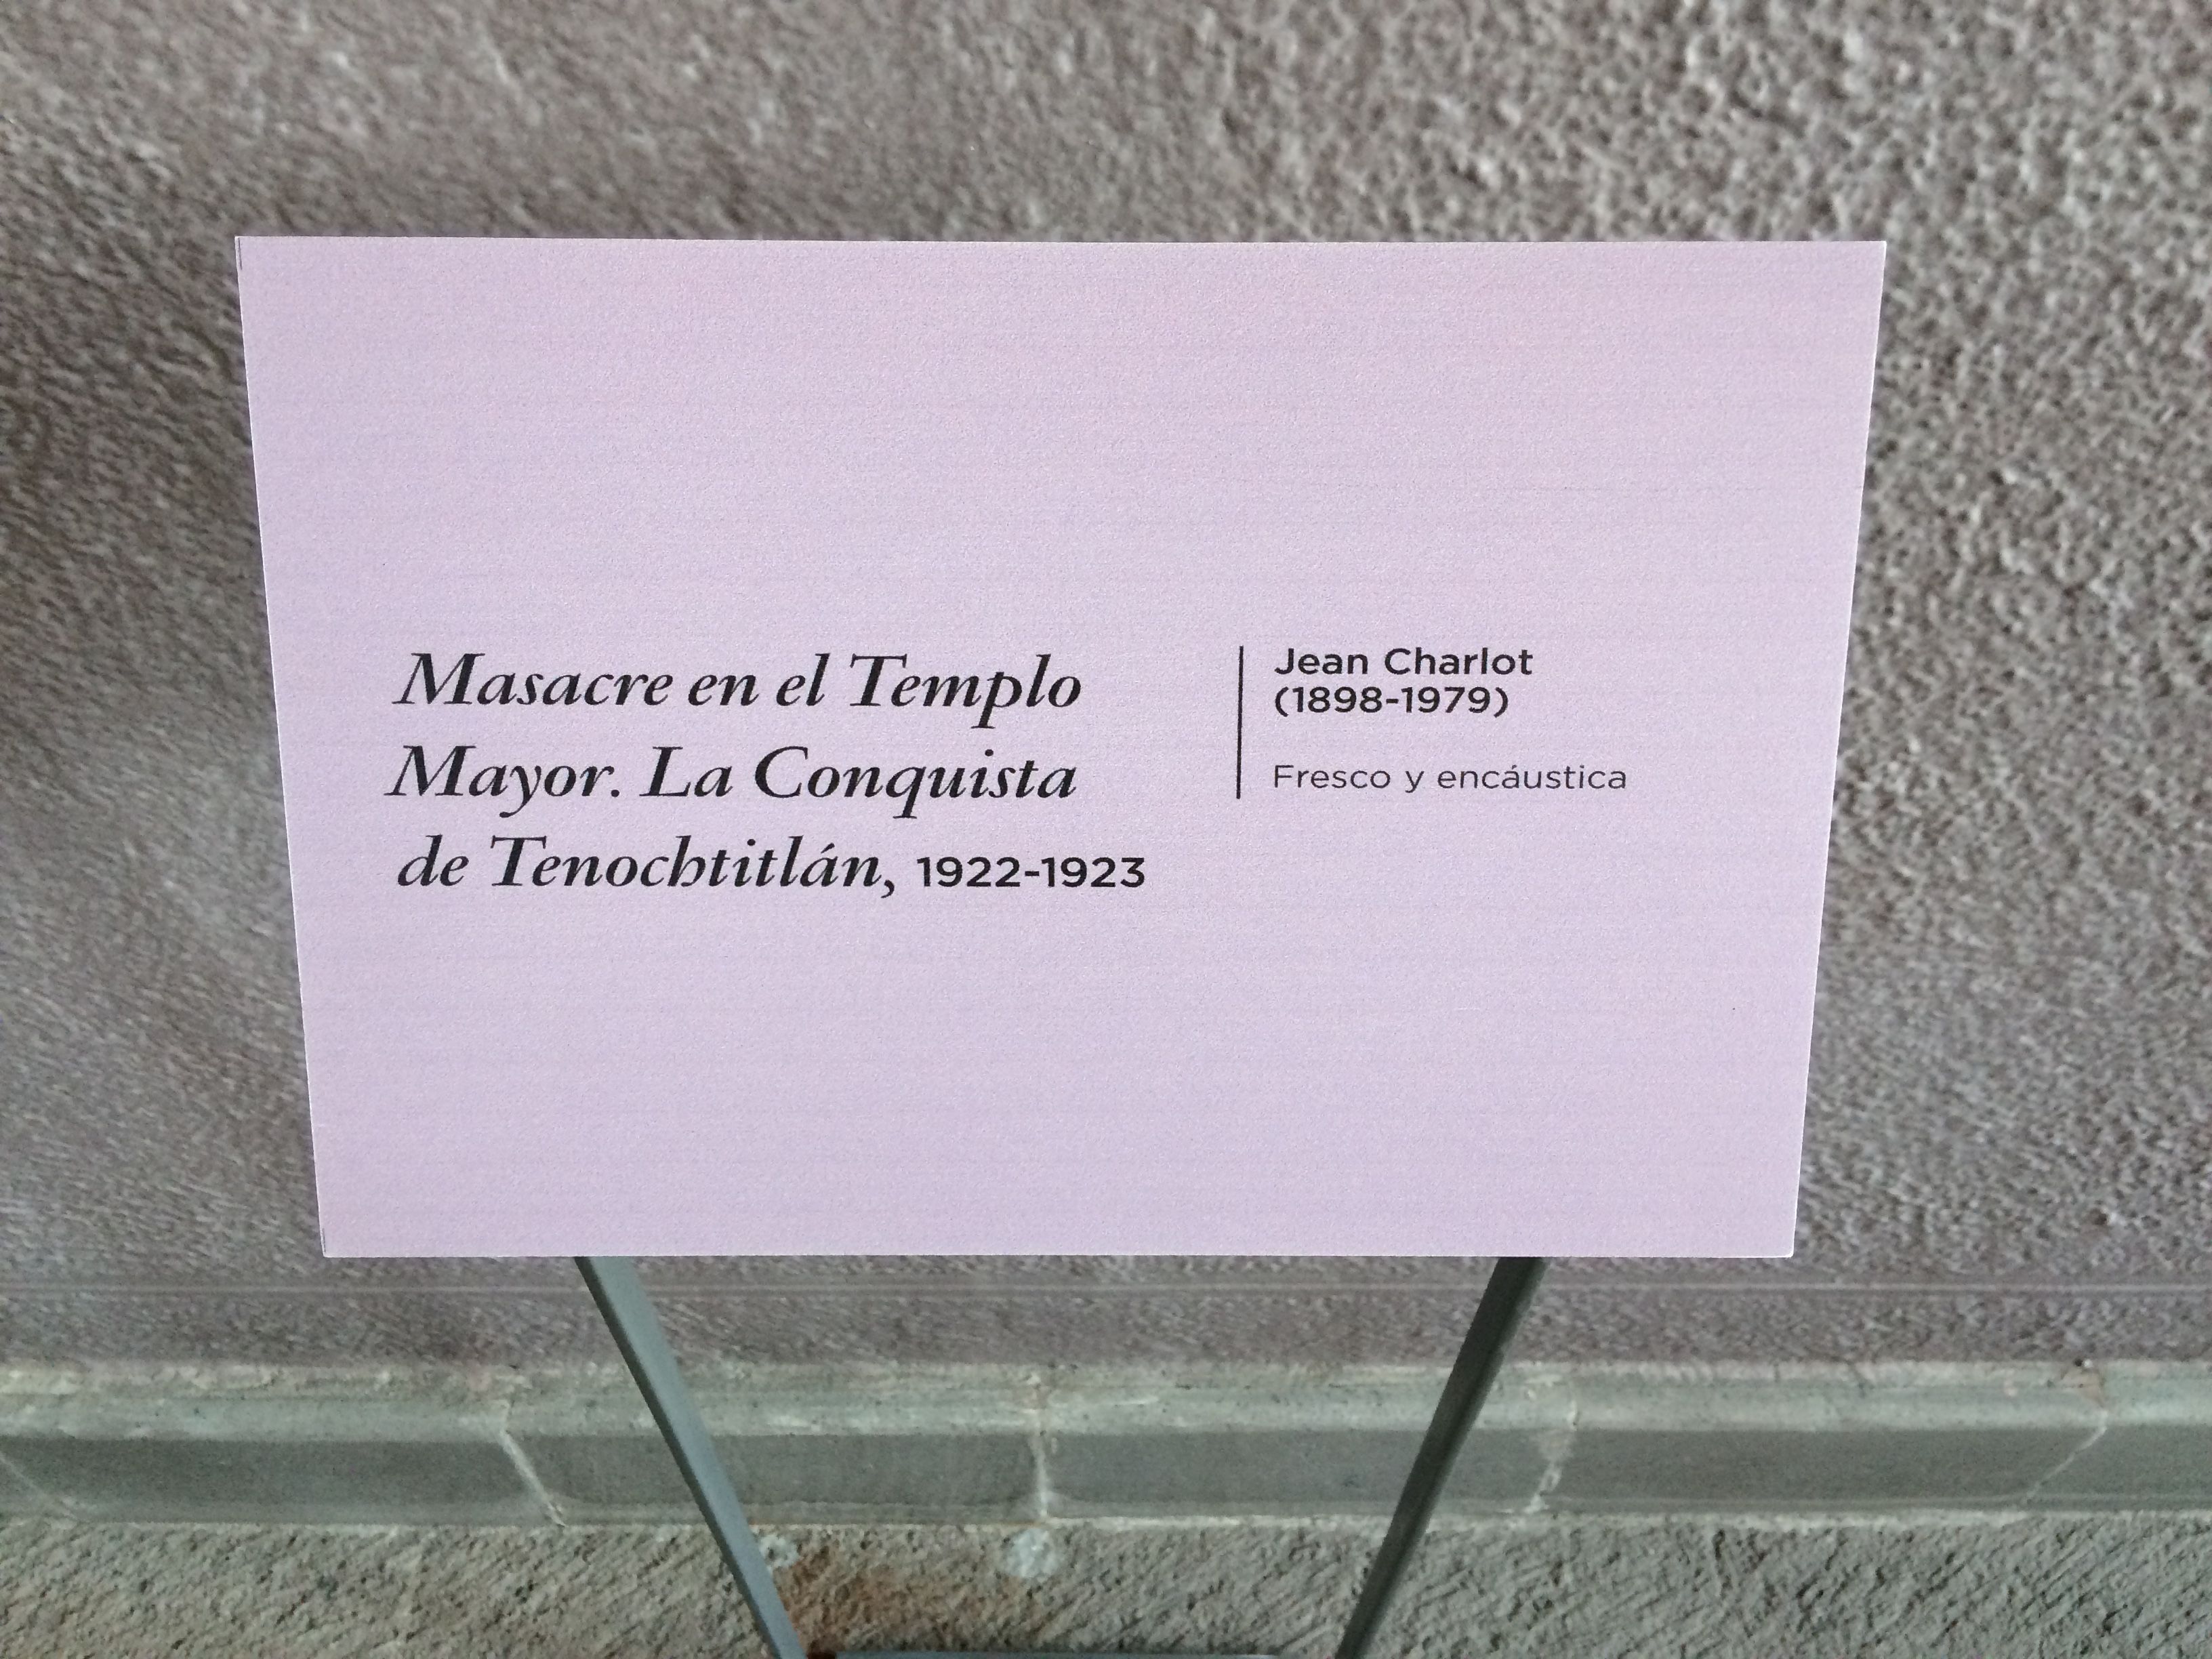 Masacre en el Templo
Mayor. La Conquista
de Tenochtitlán, 1922-1923
Jean Charlot
(1898-1979)
Fresco y encáustica